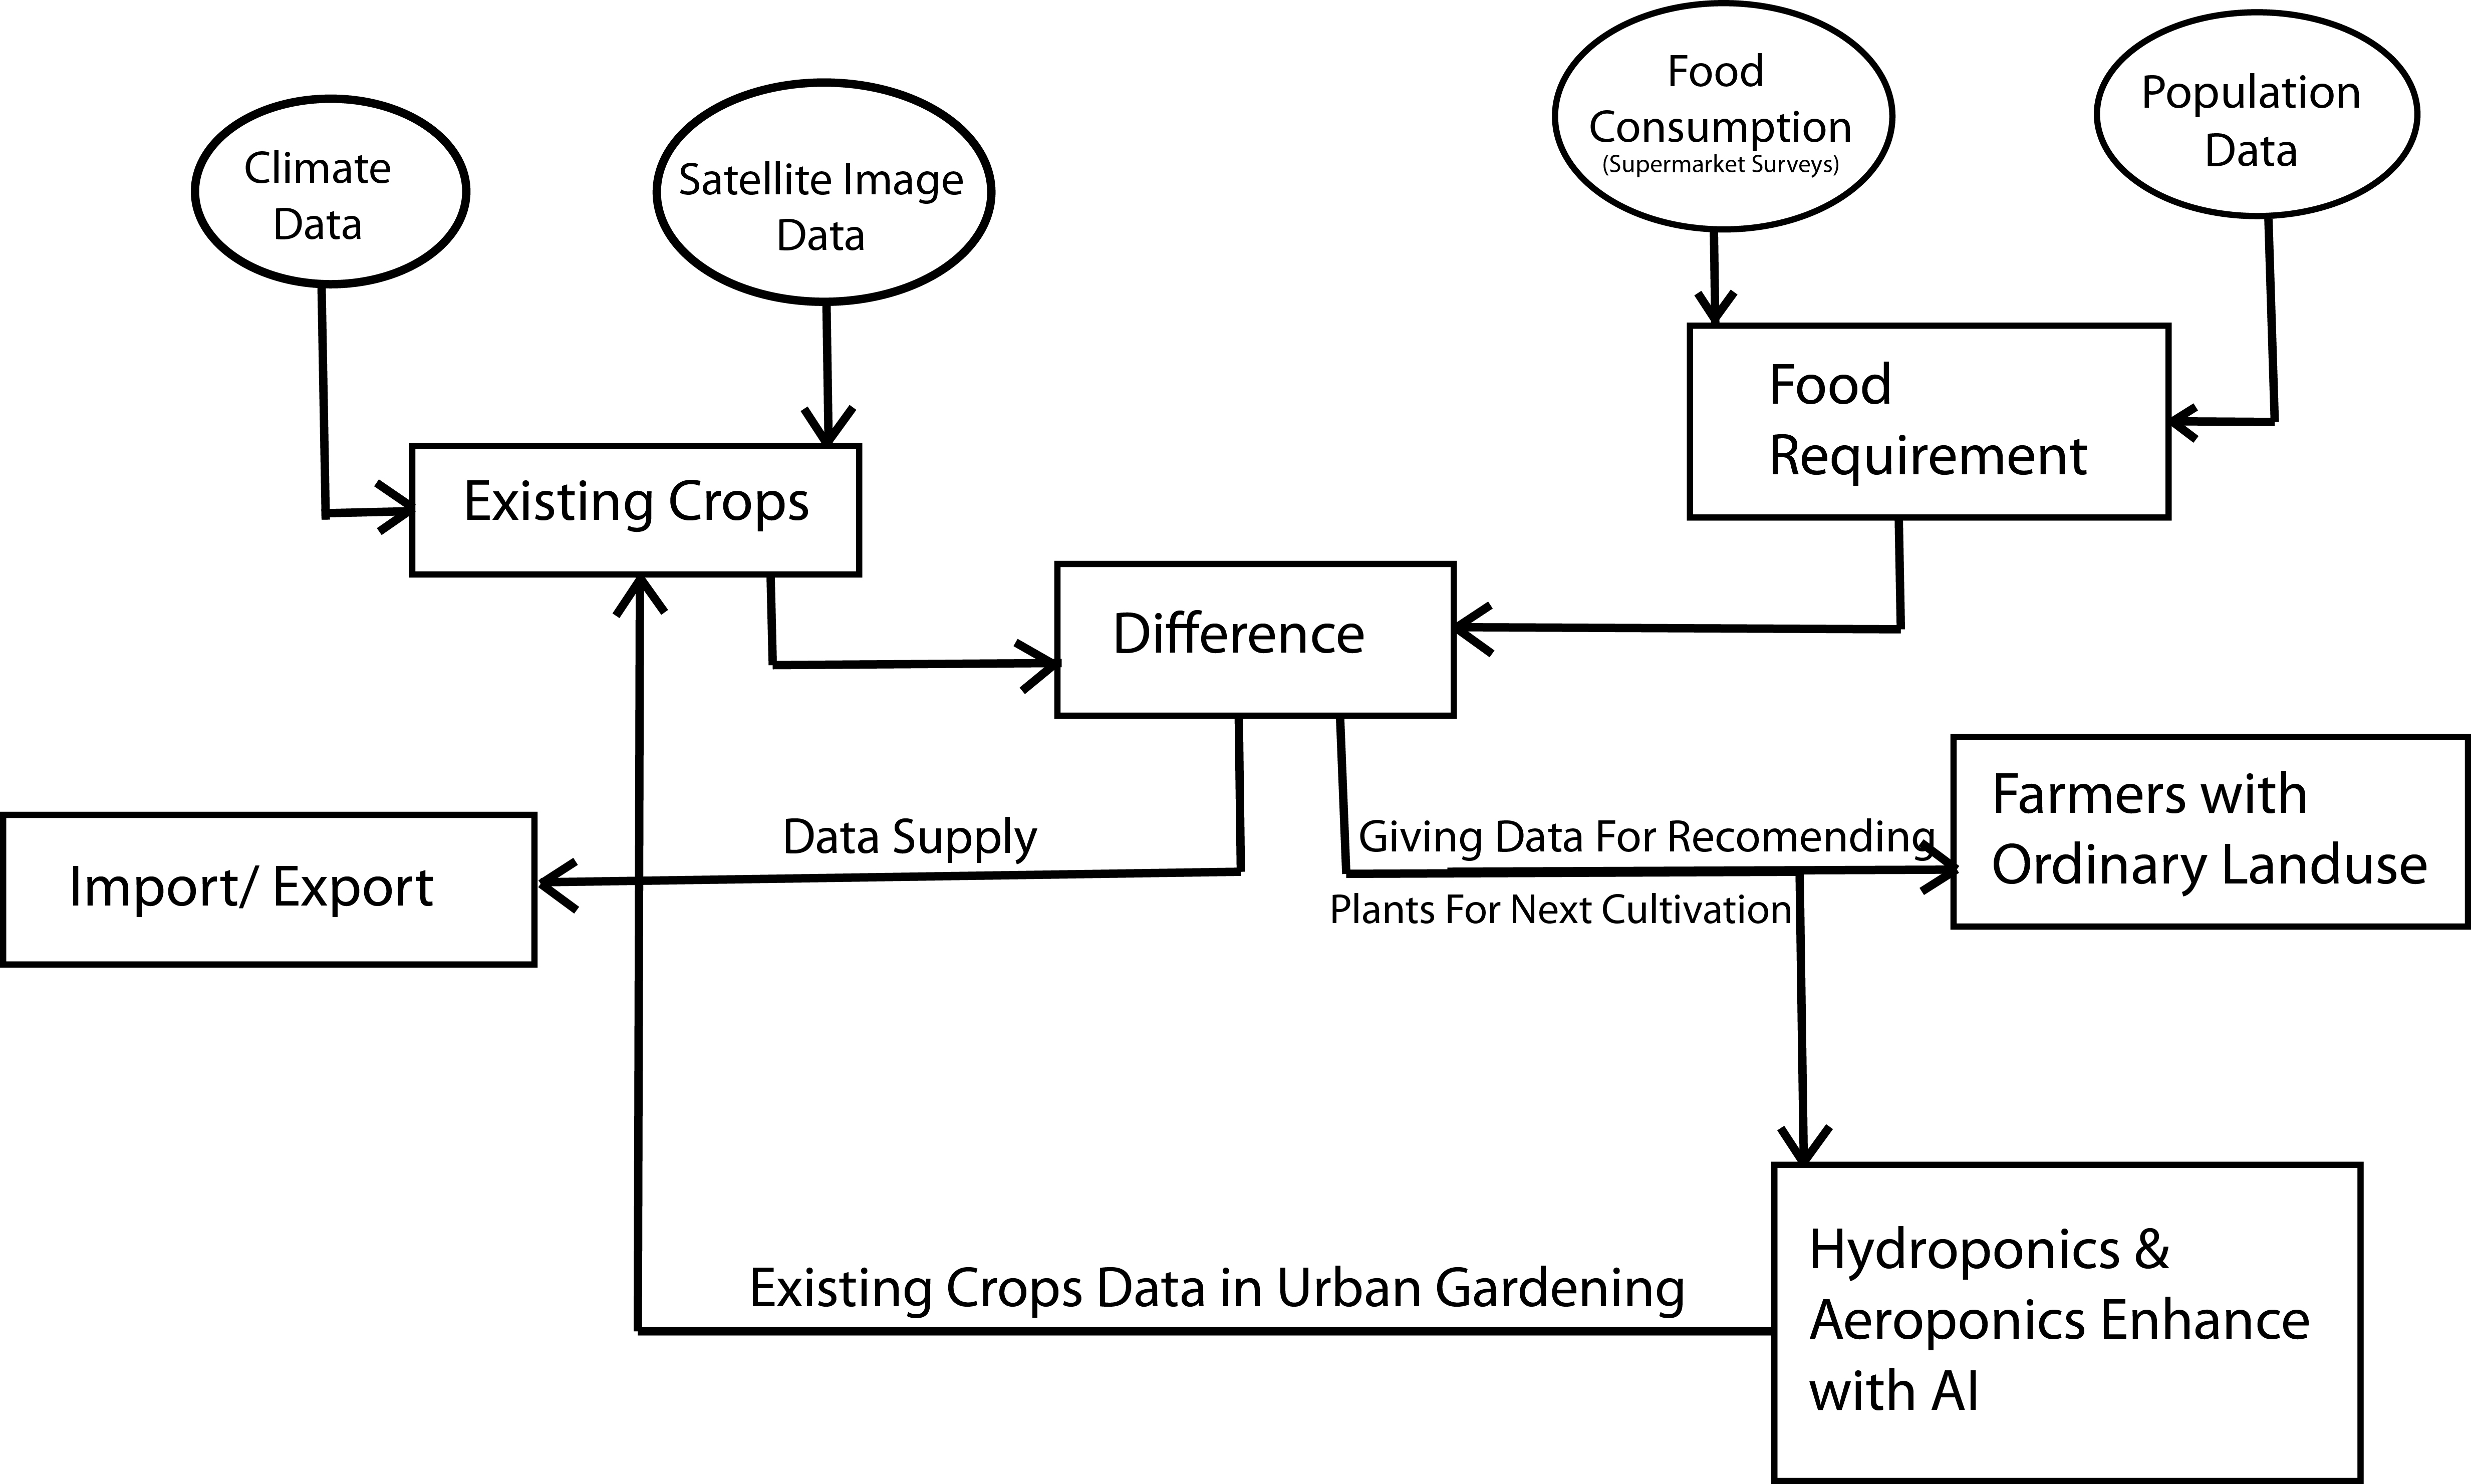 Food
Consumption
(Supermarket Surveys)
Population
Data
Climate
Data
Satellite Image
Data
Food
Requirement
Existing Crops
Difference
Farmers with
Ordinary Landuse
Data Supply
Giving Data For Recomending
Plants For Next Cultivation
Import/ Export
Hydroponics &
Aeroponics Enhance
with AI
Existing Crops Data in Urban Gardening